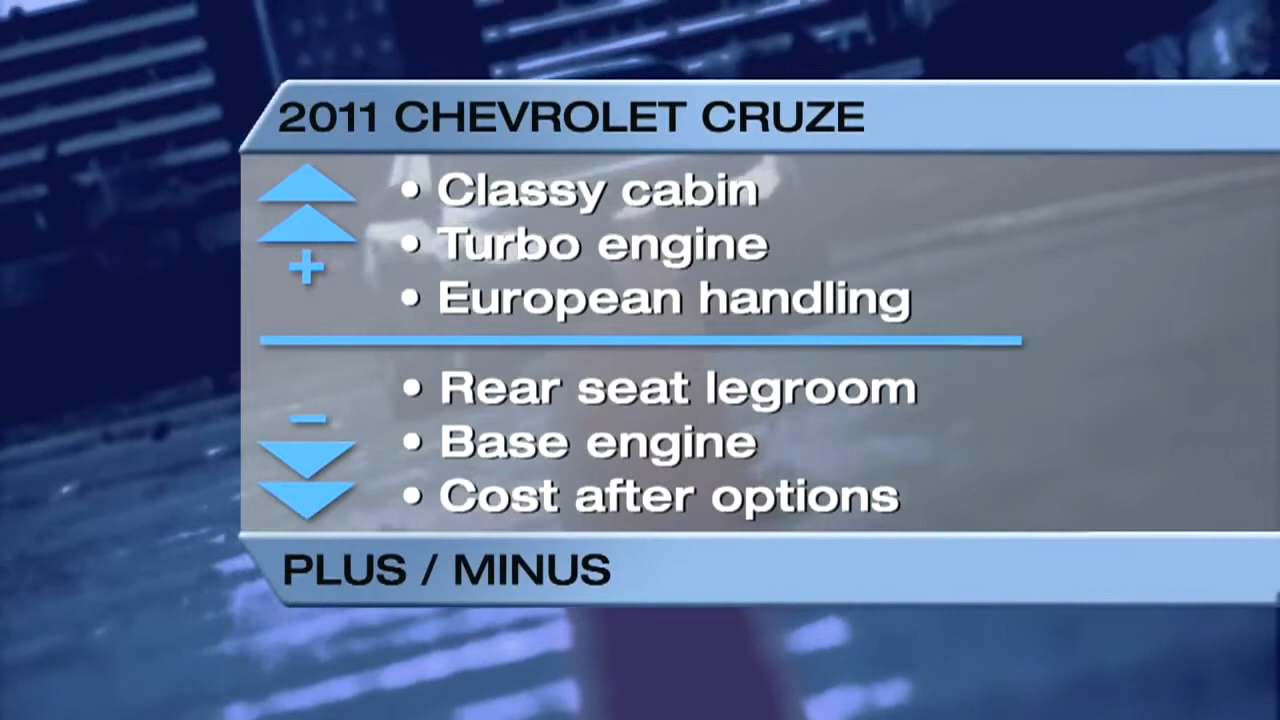 2011 CHEVROLET CRUZE
• Classy cabin
• Turbo engine
+
• European handling
−
• Rear seat legroom
• Base engine
• Cost after options
PLUS / MINUS